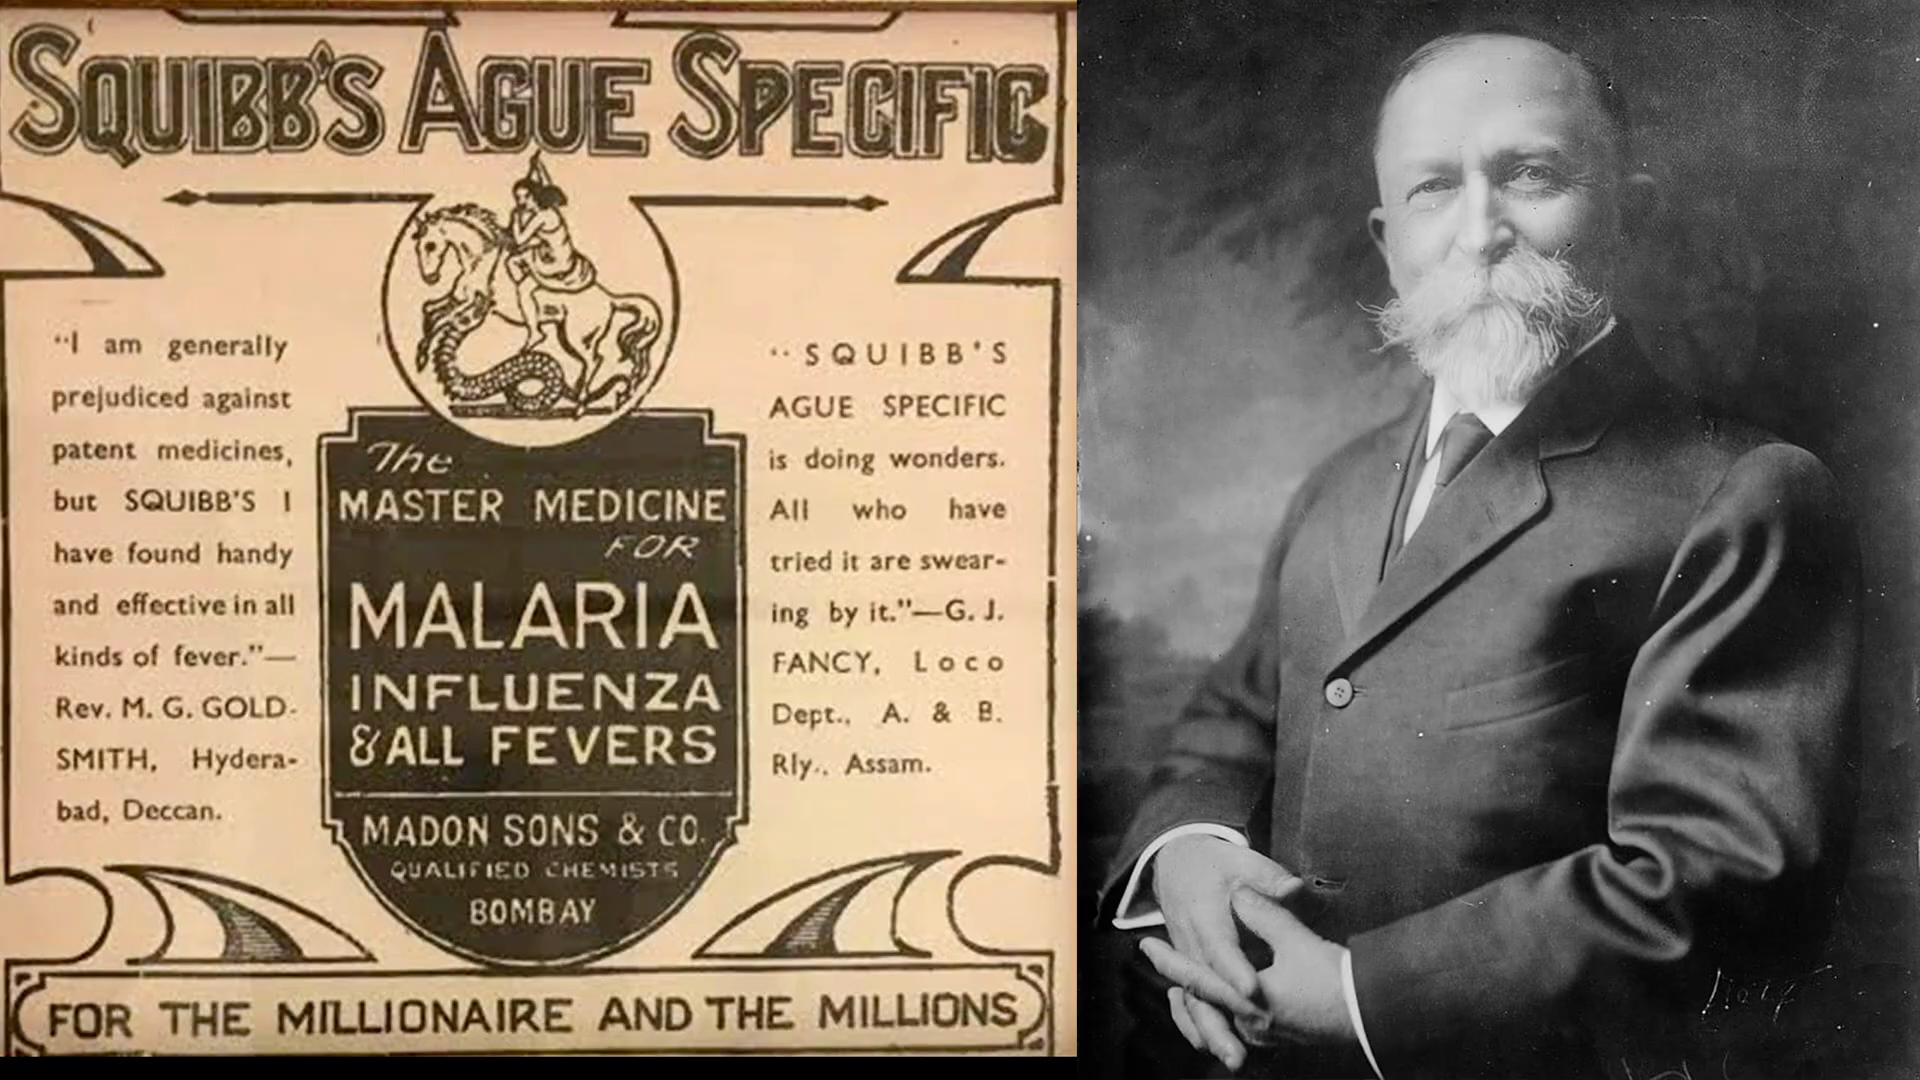 SQUIBB'S AGUE SPECIFIC
"I am generally
prejudiced against
patent medicines,
but SQUIBB'S I
have found handy
and effective in all
kinds of fever."—
Rev. M. G. GOLD-
SMITH, Hydera-
bad, Deccan.
The
MASTER MEDICINE
FOR
MALARIA
INFLUENZA
& ALL FEVERS
MADON SONS & CO.
QUALIFIED CHEMISTS
BOMBAY
"SQUIBB'S
AGUE SPECIFIC
is doing wonders.
All who have
tried it are swear-
ing by it."—G. J.
FANCY, Loco
Dept., A. & B.
Rly., Assam.
FOR THE MILLIONAIRE AND THE MILLIONS